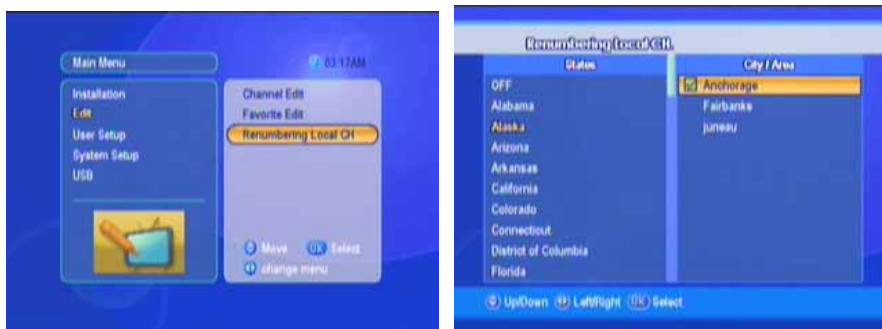 Main Menu
03:17AM
Installation
Edit
User Setup
System Setup
USB
Channel Edit
Favorite Edit
Renumbering Local CH
Move OK Select
change menu
Renumbering Local CH.
States
City / Area
OFF
Alabama
Alaska
Arizona
Arkansas
California
Colorado
Connecticut
District of Columbia
Florida
Anchorage
Fairbanks
juneau
Up/Down Left/Right OK Select